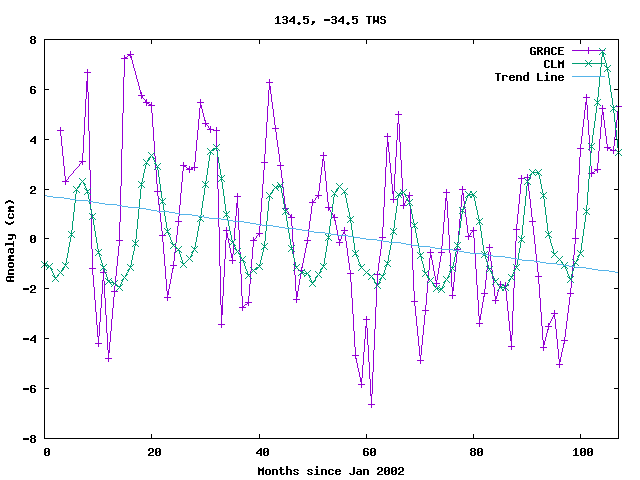 134.5, -34.5 TWS
GRACE
CLM
Trend Line
Anomaly (cm)
8
6
4
2
0
-2
-4
-6
-8
0 20 40 60 80 100
Months since Jan 2002